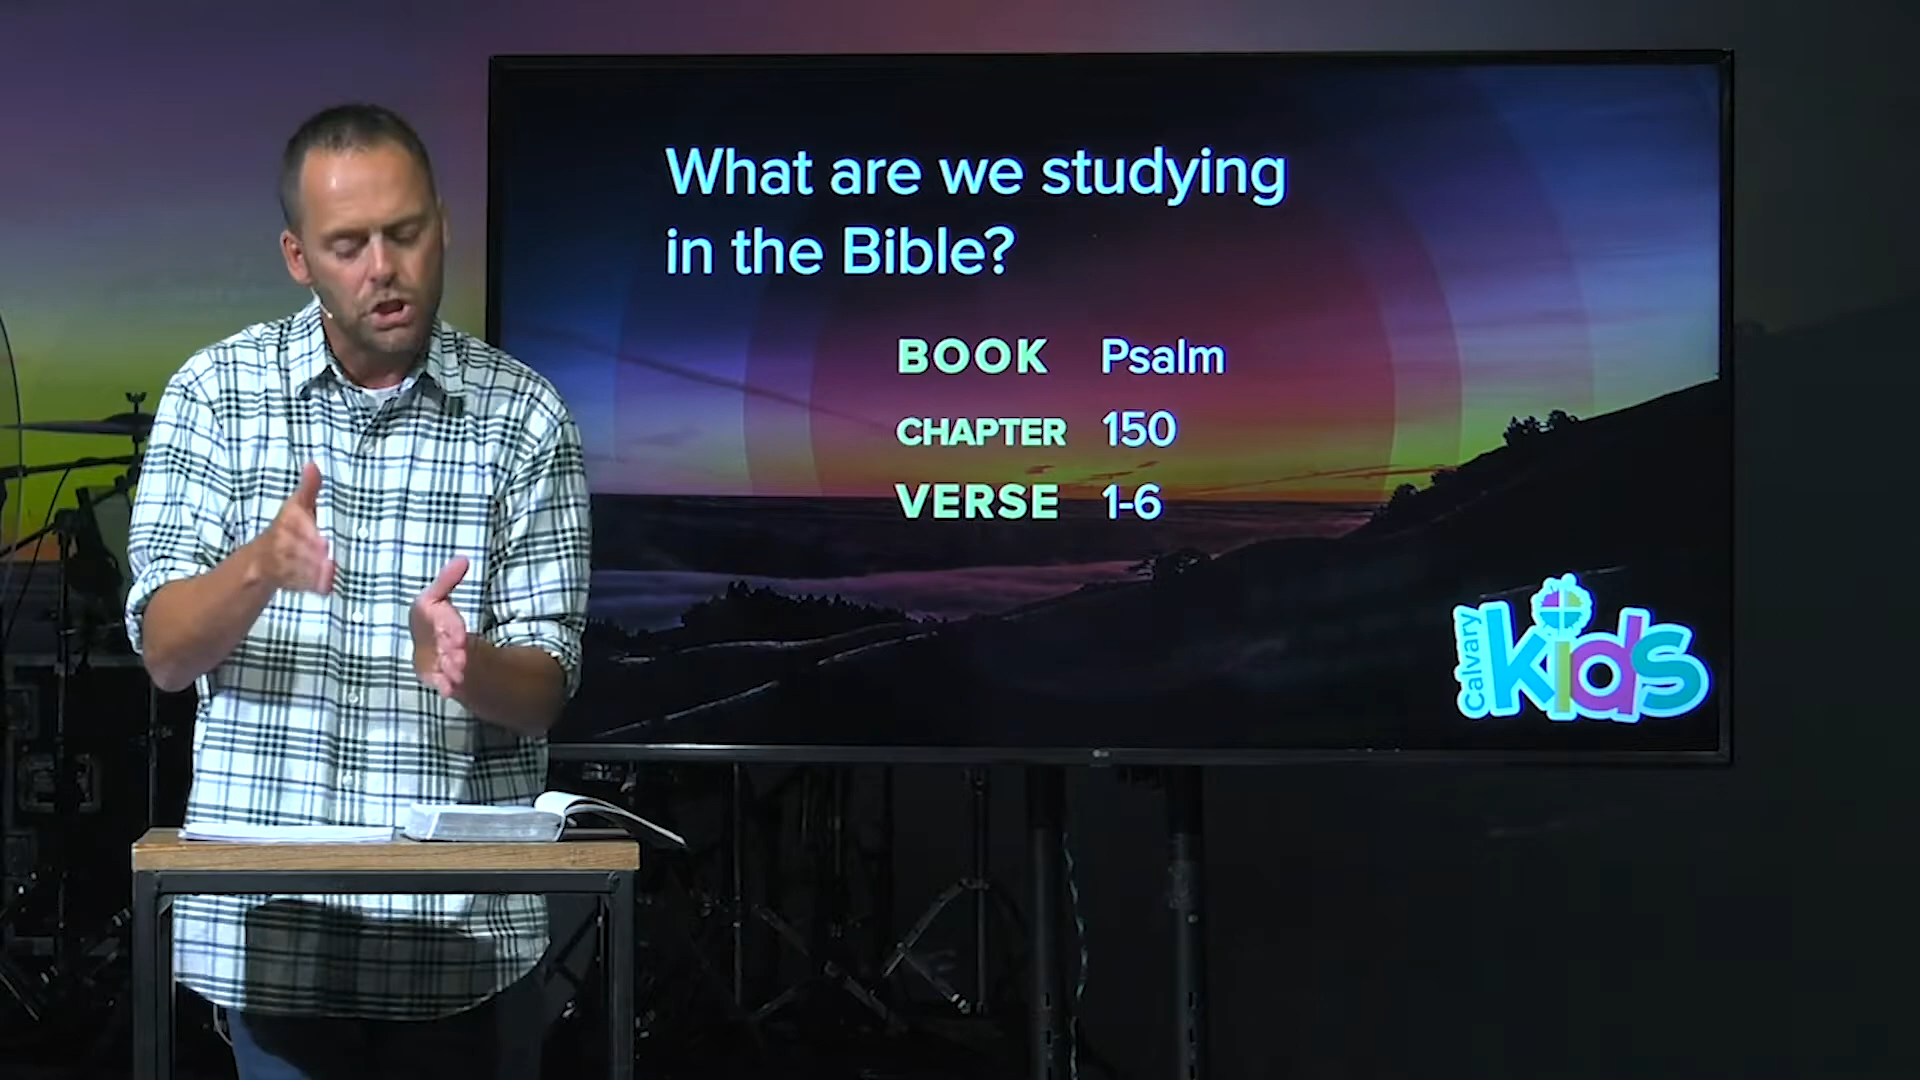 What are we studying
in the Bible?
BOOK Psalm
CHAPTER 150
VERSE 1-6
Calvary
kids